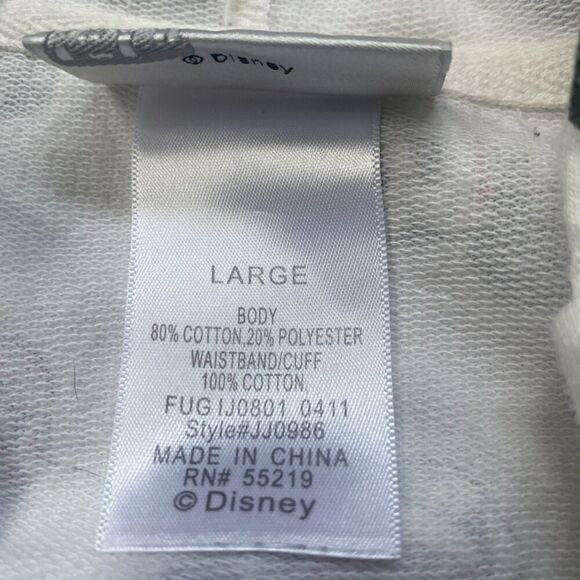 © Disney
LARGE
BODY
80% COTTON,20% POLYESTER
WAISTBAND/CUFF
100% COTTON
FUG IJ0801 0411
Style#JJ0986
MADE IN CHINA
RN# 55219
© Disney